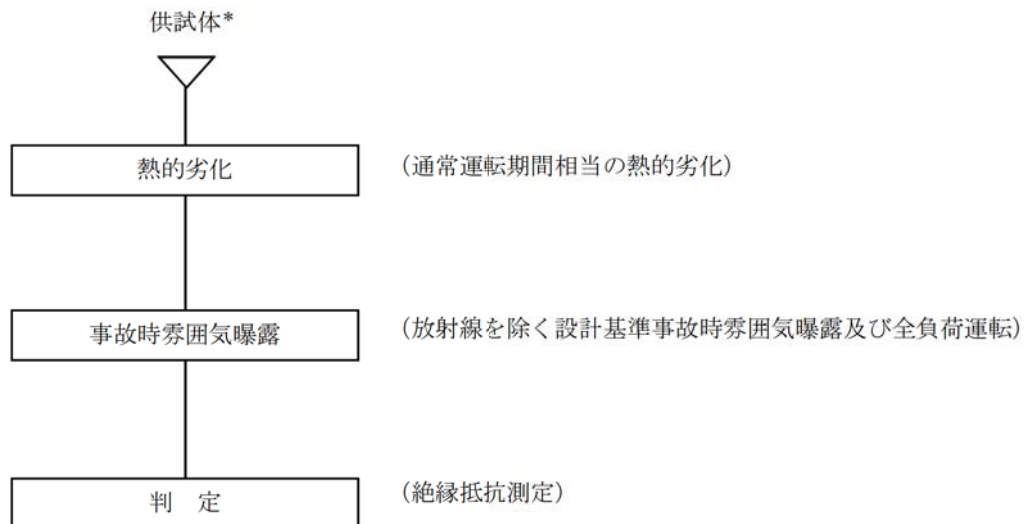 供試体*
熱的劣化
(通常運転期間相当の熱的劣化)
事故時雰囲気曝露
(放射線を除く設計基準事故時雰囲気曝露及び全負荷運転)
判　定
(絶縁抵抗測定)